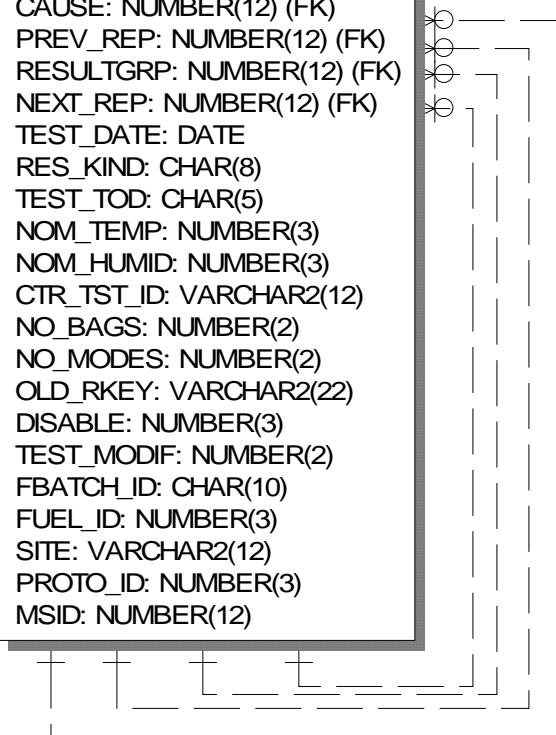 CAUSE: NUMBER(12) (FK)
PREV_REP: NUMBER(12) (FK)
RESULTGRP: NUMBER(12) (FK)
NEXT_REP: NUMBER(12) (FK)
TEST_DATE: DATE
RES_KIND: CHAR(8)
TEST_TOD: CHAR(5)
NOM_TEMP: NUMBER(3)
NOM_HUMID: NUMBER(3)
CTR_TST_ID: VARCHAR2(12)
NO_BAGS: NUMBER(2)
NO_MODES: NUMBER(2)
OLD_RKEY: VARCHAR2(22)
DISABLE: NUMBER(3)
TEST_MODIF: NUMBER(2)
FBATCH_ID: CHAR(10)
FUEL_ID: NUMBER(3)
SITE: VARCHAR2(12)
PROTO_ID: NUMBER(3)
MSID: NUMBER(12)